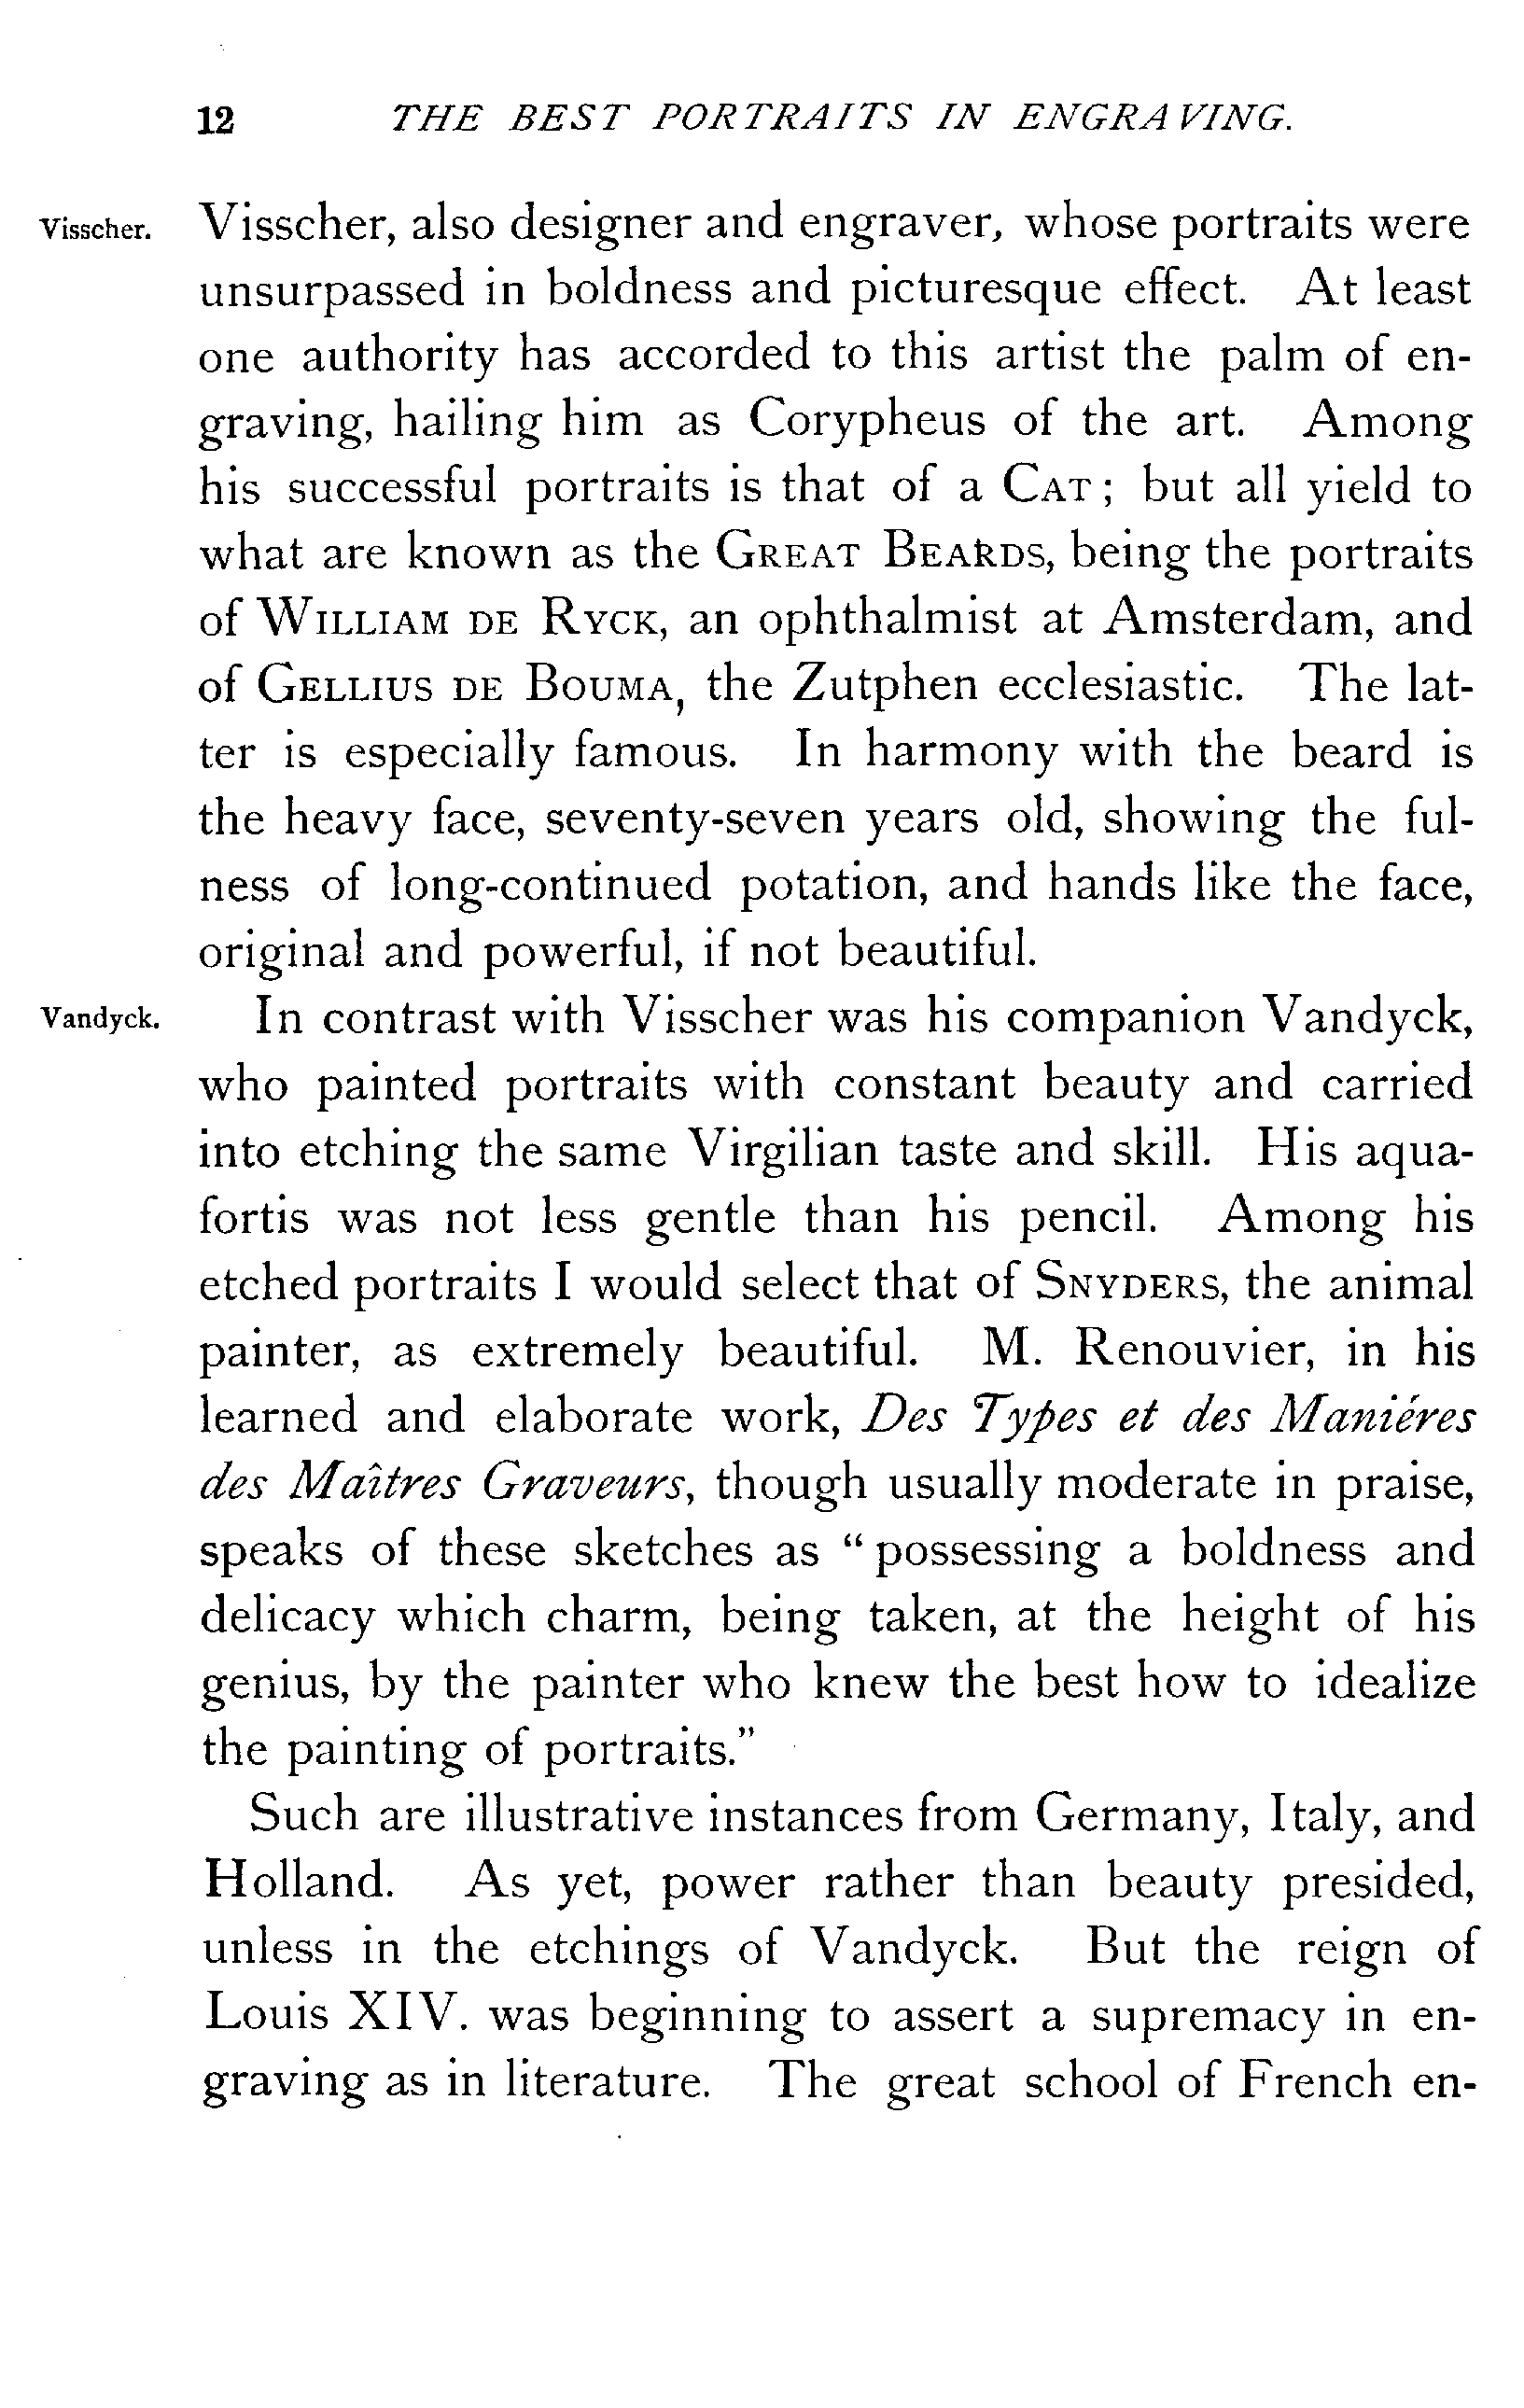 12 THE BEST PORTRAITS IN ENGRAVING.
Visscher. Visscher, also designer and engraver, whose portraits were
unsurpassed in boldness and picturesque effect. At least
one authority has accorded to this artist the palm of en-
graving, hailing him as Corypheus of the art. Among
his successful portraits is that of a CAT; but all yield to
what are known as the GREAT BEARDS, being the portraits
of WILLIAM DE RYCK, an ophthalmist at Amsterdam, and
of GELLIUS DE BOUMA, the Zutphen ecclesiastic. The lat-
ter is especially famous. In harmony with the beard is
the heavy face, seventy-seven years old, showing the ful-
ness of long-continued potation, and hands like the face,
original and powerful, if not beautiful.
Vandyck. In contrast with Visscher was his companion Vandyck,
who painted portraits with constant beauty and carried
into etching the same Virgilian taste and skill. His aqua-
fortis was not less gentle than his pencil. Among his
etched portraits I would select that of SNYDERS, the animal
painter, as extremely beautiful. M. Renouvier, in his
learned and elaborate work, Des Types et des Maniéres
des Maîtres Graveurs, though usually moderate in praise,
speaks of these sketches as “possessing a boldness and
delicacy which charm, being taken, at the height of his
genius, by the painter who knew the best how to idealize
the painting of portraits.”
Such are illustrative instances from Germany, Italy, and
Holland. As yet, power rather than beauty presided,
unless in the etchings of Vandyck. But the reign of
Louis XIV. was beginning to assert a supremacy in en-
graving as in literature. The great school of French en-